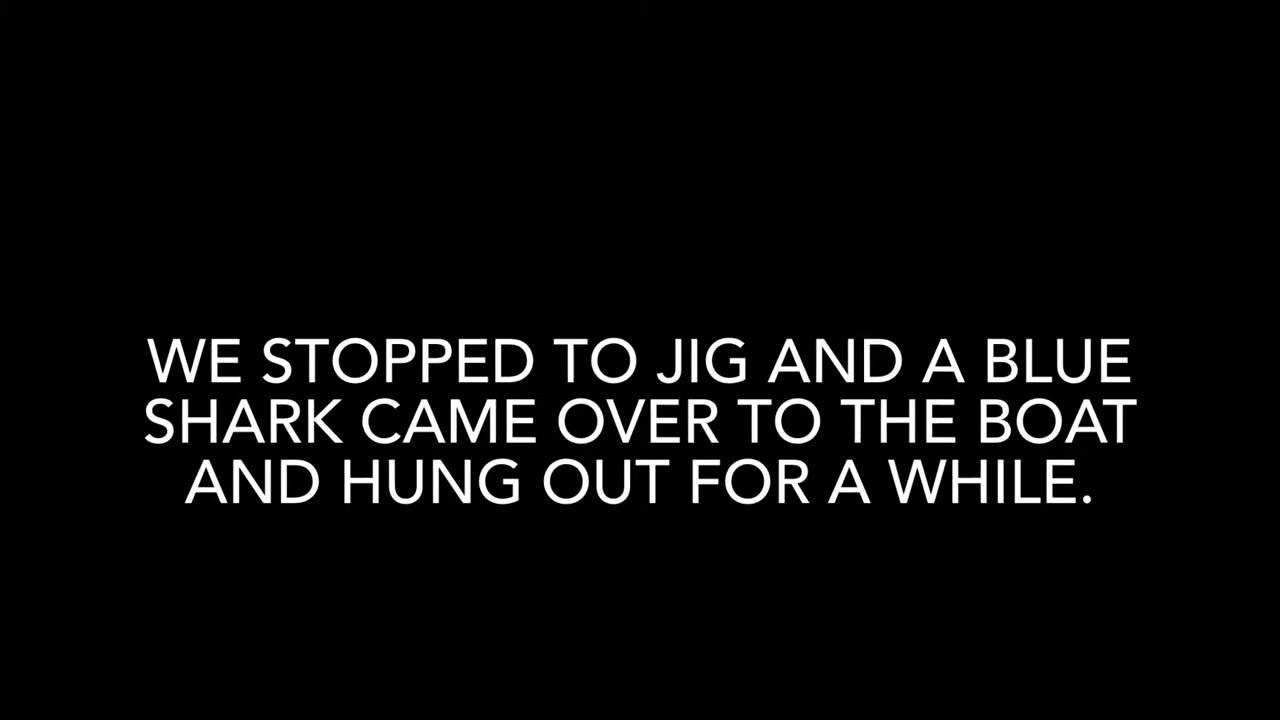 WE STOPPED TO JIG AND A BLUE
SHARK CAME OVER TO THE BOAT
AND HUNG OUT FOR A WHILE.